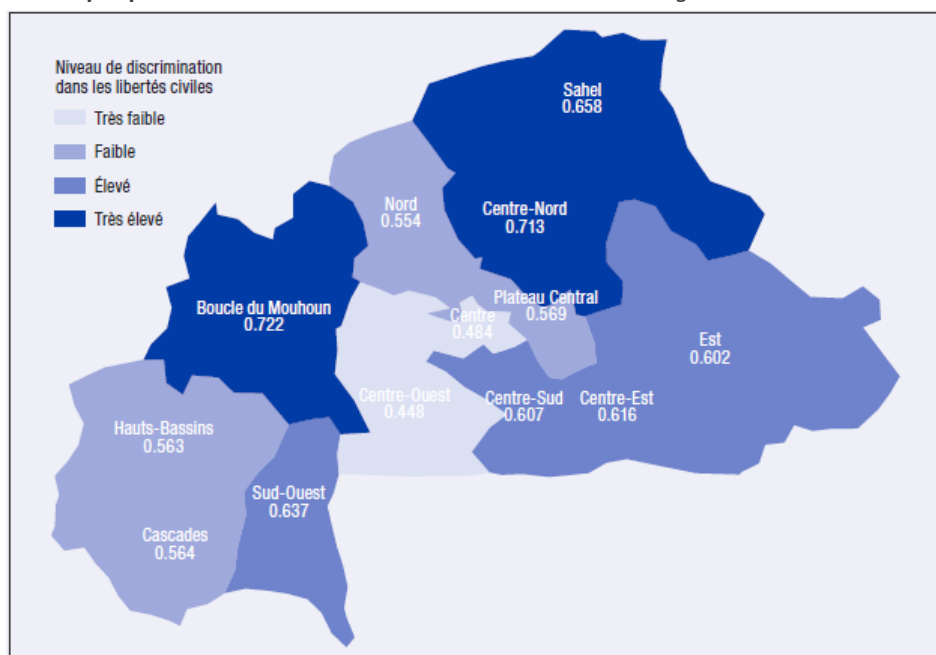 Niveau de discrimination
dans les libertés civiles
Très faible
Faible
Élevé
Très élevé
Sahel
0.658
Nord
0.554
Centre-Nord
0.713
Boucle du Mouhoun
0.722
Plateau Central
0.569
Centre
0.484
Est
0.602
Centre-Ouest
0.448
Centre-Sud
0.607
Centre-Est
0.616
Hauts-Bassins
0.563
Sud-Ouest
0.637
Cascades
0.564